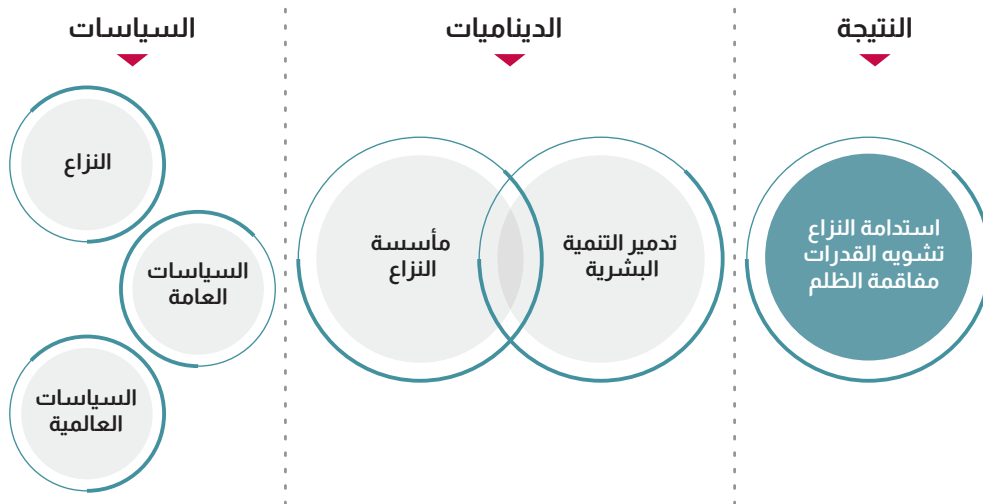 السياسات
النزاع
السياسات
العامة
السياسات
العالمية
الديناميات
مأسسة
النزاع
تدمير التنمية
البشرية
النتيجة
استدامة النزاع
تشويه القدرات
مفاقمة الظلم